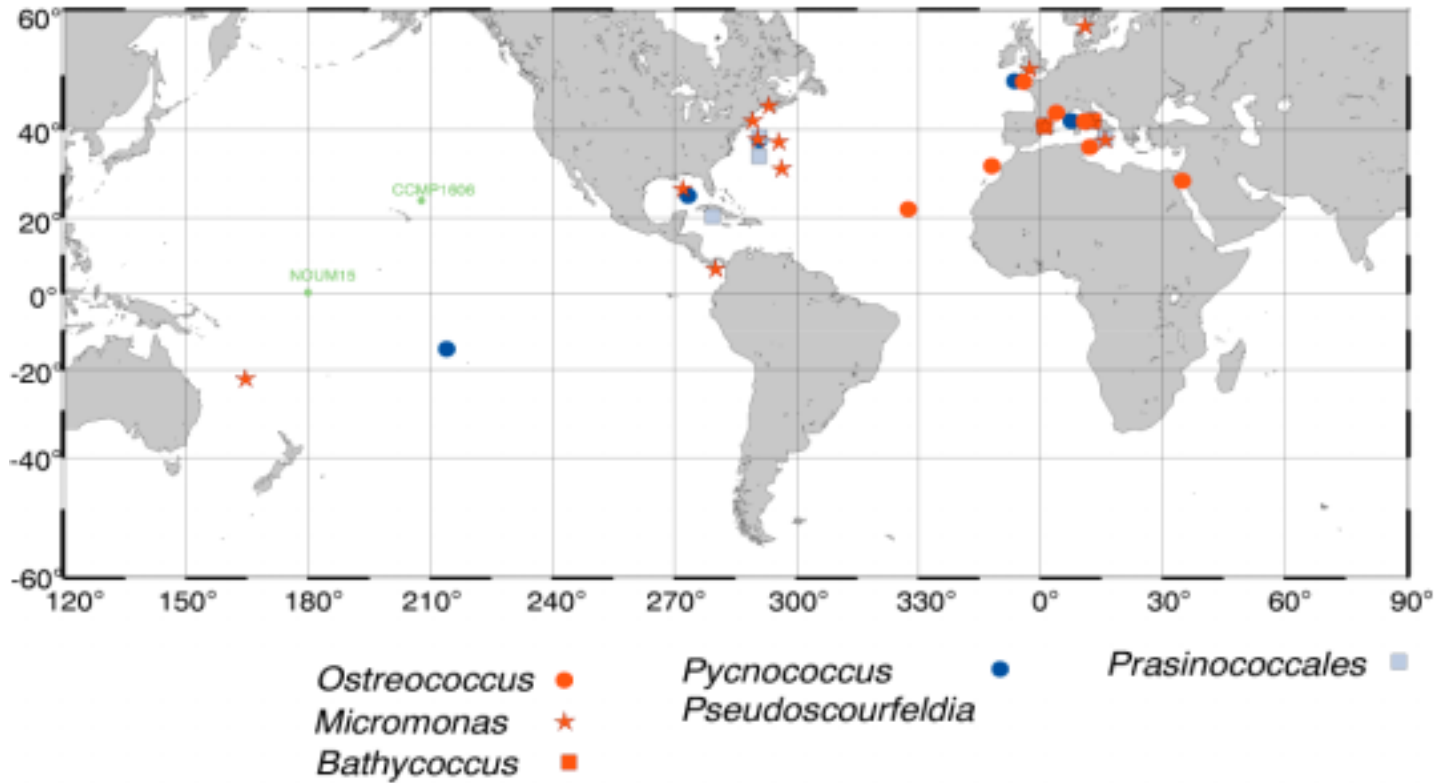 60°
40°
20°
0°
-20°
-40°
-60°
CCMP1606
NOUM15
120° 150° 180° 210° 240° 270° 300° 330° 0° 30° 60° 90°
Ostreococcus
Micromonas
Bathycoccus
Pycnococcus
Pseudoscourfeldia
Prasinococcales